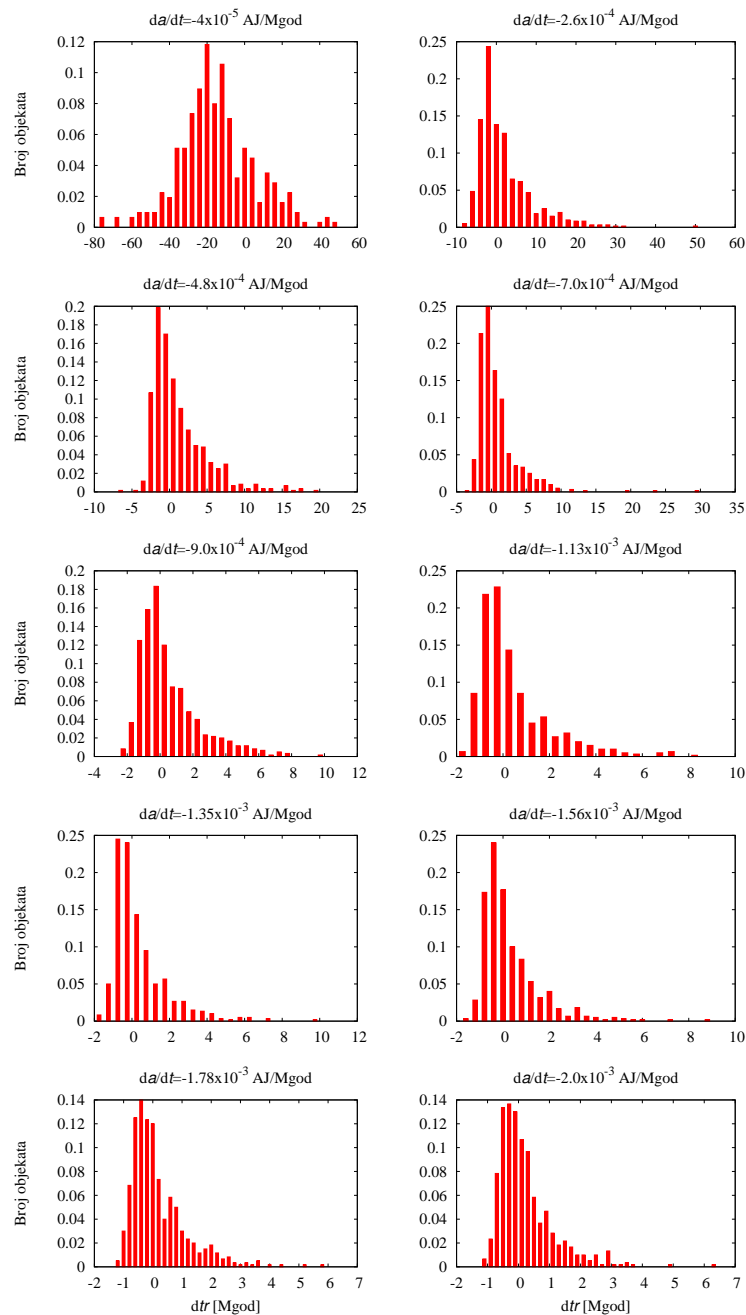 da/dt=-4x10⁻⁵ AJ/Mgod
da/dt=-2.6x10⁻⁴ AJ/Mgod
Broj objekata
0.12
0.1
0.08
0.06
0.04
0.02
0
-80 -60 -40 -20 0 20 40 60
0.25
0.2
0.15
0.1
0.05
0
-10 0 10 20 30 40 50 60
da/dt=-4.8x10⁻⁴ AJ/Mgod
da/dt=-7.0x10⁻⁴ AJ/Mgod
Broj objekata
0.2
0.18
0.16
0.14
0.12
0.1
0.08
0.06
0.04
0.02
0
-10 -5 0 5 10 15 20 25
0.25
0.2
0.15
0.1
0.05
0
-5 0 5 10 15 20 25 30 35
da/dt=-9.0x10⁻⁴ AJ/Mgod
da/dt=-1.13x10⁻³ AJ/Mgod
Broj objekata
0.2
0.18
0.16
0.14
0.12
0.1
0.08
0.06
0.04
0.02
0
-4 -2 0 2 4 6 8 10 12
0.25
0.2
0.15
0.1
0.05
0
-2 0 2 4 6 8 10
da/dt=-1.35x10⁻³ AJ/Mgod
da/dt=-1.56x10⁻³ AJ/Mgod
Broj objekata
0.25
0.2
0.15
0.1
0.05
0
-2 0 2 4 6 8 10 12
0.25
0.2
0.15
0.1
0.05
0
-2 0 2 4 6 8 10
da/dt=-1.78x10⁻³ AJ/Mgod
da/dt=-2.0x10⁻³ AJ/Mgod
Broj objekata
0.14
0.12
0.1
0.08
0.06
0.04
0.02
0
-2 -1 0 1 2 3 4 5 6 7
dtr [Mgod]
0.14
0.12
0.1
0.08
0.06
0.04
0.02
0
-2 -1 0 1 2 3 4 5 6 7
dtr [Mgod]